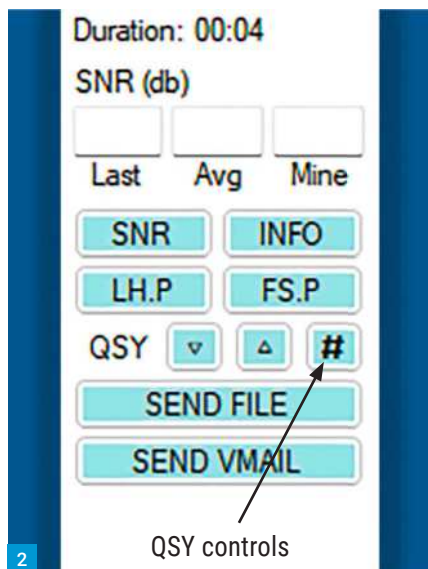 Duration: 00:04
SNR (db)
Last Avg Mine
SNR INFO
LH.P FS.P
QSY ▿ ▵ #
SEND FILE
SEND VMAIL
QSY controls
2